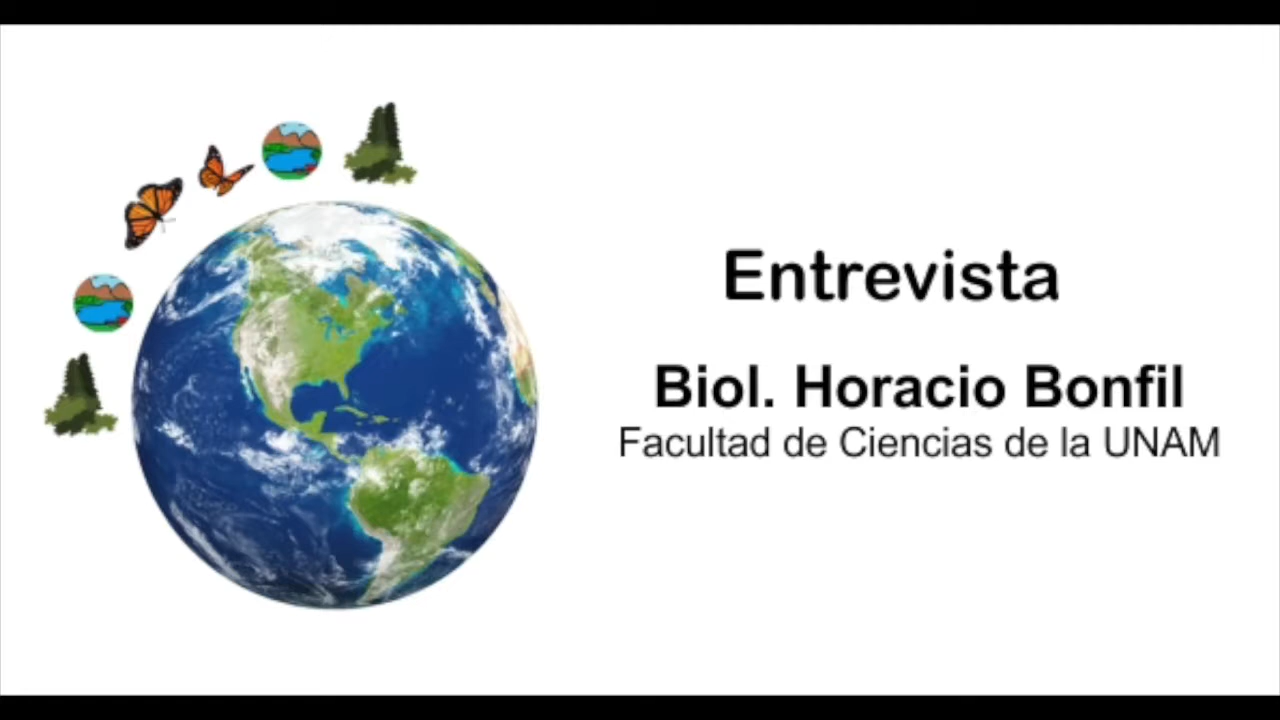 Entrevista
Biol. Horacio Bonfil
Facultad de Ciencias de la UNAM